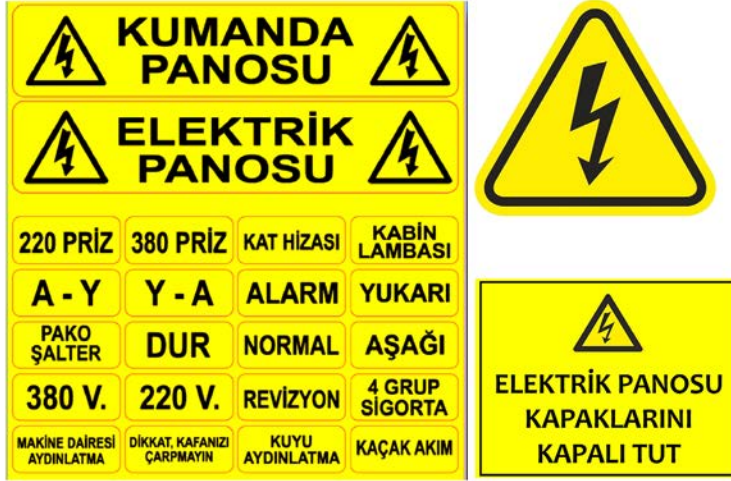 KUMANDA
PANOSU
ELEKTRİK
PANOSU
220 PRİZ
380 PRİZ
KAT HİZASI
KABİN
LAMBASI
A - Y
Y - A
ALARM
YUKARI
PAKO
ŞALTER
DUR
NORMAL
AŞAĞI
380 V.
220 V.
REVİZYON
4 GRUP
SİGORTA
MAKİNE DAİRESİ
AYDINLATMA
DİKKAT, KAFANIZI
ÇARPMAYIN
KUYU
AYDINLATMA
KAÇAK AKIM
ELEKTRİK PANOSU
KAPAKLARINI
KAPALI TUT